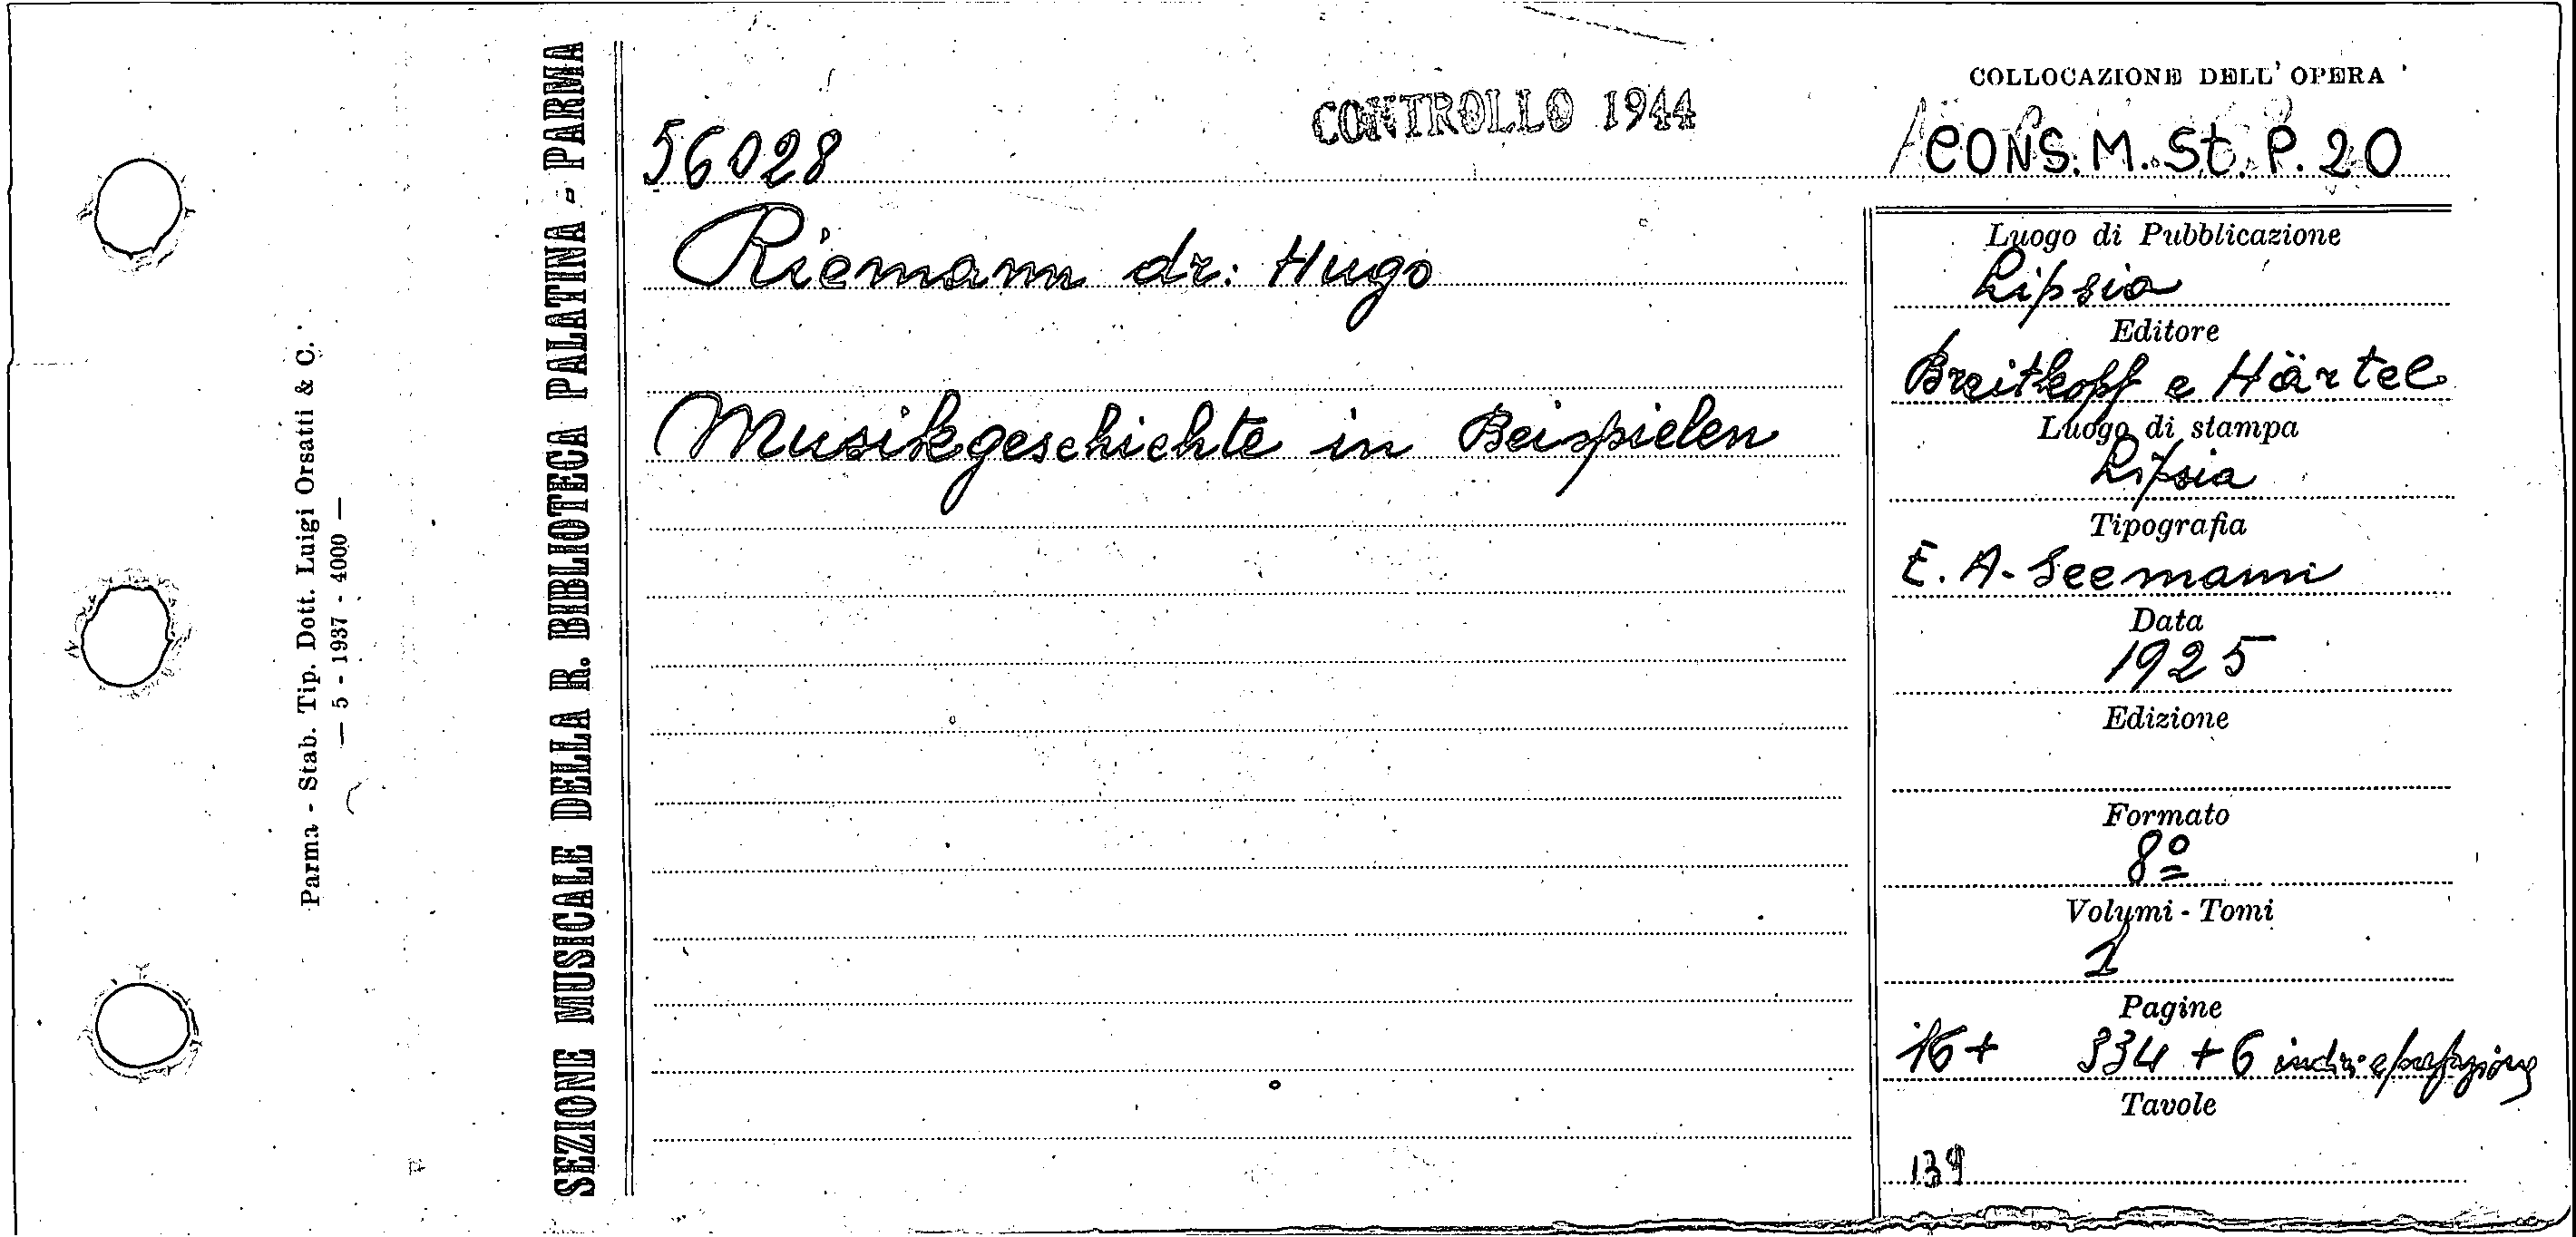 Parma - Stab. Tip. Dott. Luigi Orsatti & C.
— 5 - 1937 - 4000 —
SEZIONE MUSICALE DELLA R. BIBLIOTECA PALATINA - PARMA
CONTROLLO 1944
56028
Riemann dr: Hugo
Musikgeschichte in Beispielen
COLLOCAZIONE DELL' OPERA
CONS. M. St. P. 20
Luogo di Pubblicazione
Lipsia
Editore
Breitkopf e Härtel
Luogo di stampa
Lipsia
Tipografia
E. A. Seemann
Data
1925
Edizione
Formato
8º
Volumi - Tomi
1
Pagine
16 + 334 + 6 e prefazione
Tavole
139